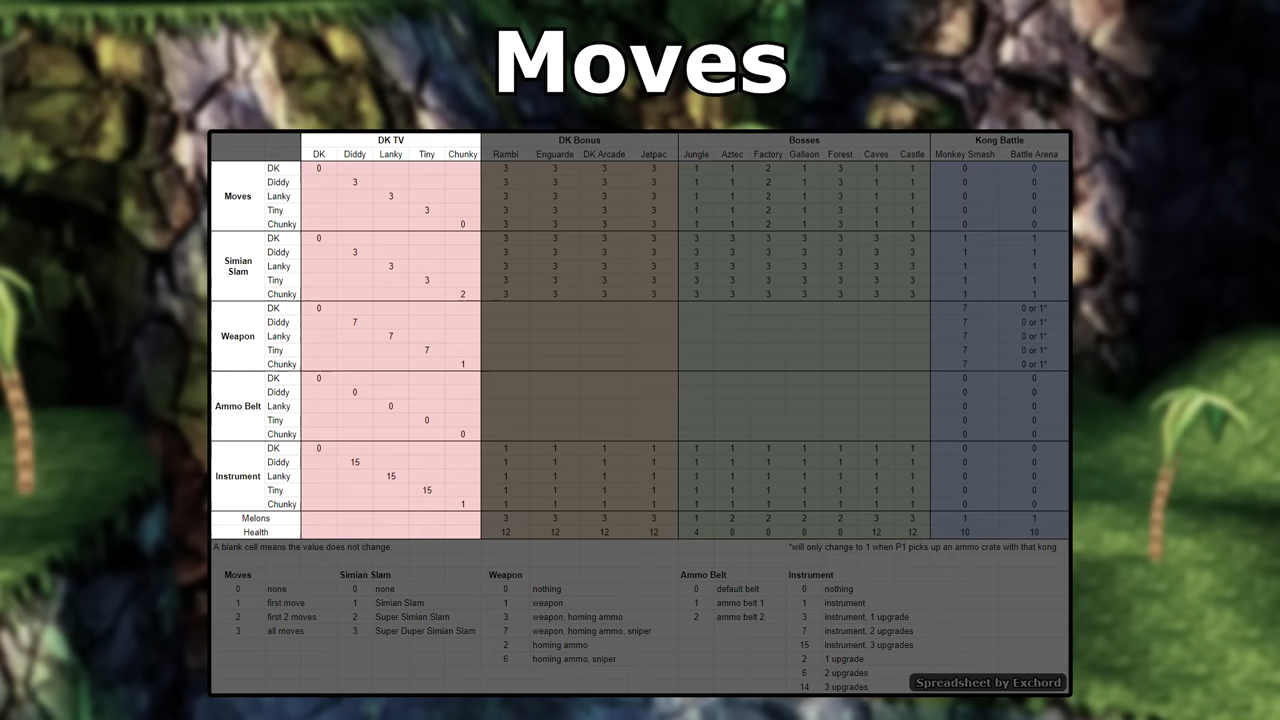 Moves
DK TV DK Bonus Bosses Kong Battle
DK Diddy Lanky Tiny Chunky Rambi Enguarde DK Arcade Jetpac Jungle Aztec Factory Galleon Forest Caves Castle Monkey Smash Battle Arena
Moves
DK 0 3 3 3 3 1 1 2 1 3 1 1 0 0
Diddy 3 3 3 3 3 1 1 2 1 3 1 1 0 0
Lanky 3 3 3 3 3 1 1 2 1 3 1 1 0 0
Tiny 3 3 3 3 3 1 1 2 1 3 1 1 0 0
Chunky 0 3 3 3 3 1 1 2 1 3 1 1 0 0
Simian Slam
DK 0 3 3 3 3 3 3 3 3 3 3 3 1 1
Diddy 3 3 3 3 3 3 3 3 3 3 3 3 1 1
Lanky 3 3 3 3 3 3 3 3 3 3 3 3 1 1
Tiny 3 3 3 3 3 3 3 3 3 3 3 3 1 1
Chunky 2 3 3 3 3 3 3 3 3 3 3 3 1 1
Weapon
DK 0 7 0 or 1*
Diddy 7 7 0 or 1*
Lanky 7 7 0 or 1*
Tiny 7 7 0 or 1*
Chunky 1 7 0 or 1*
Ammo Belt
DK 0 0 0
Diddy 0 0 0
Lanky 0 0 0
Tiny 0 0 0
Chunky 0 0 0
Instrument
DK 0 1 1 1 1 1 1 1 1 1 1 1 0 0
Diddy 15 1 1 1 1 1 1 1 1 1 1 1 0 0
Lanky 15 1 1 1 1 1 1 1 1 1 1 1 0 0
Tiny 15 1 1 1 1 1 1 1 1 1 1 1 0 0
Chunky 1 1 1 1 1 1 1 1 1 1 1 1 0 0
Melons 3 3 3 3 1 2 2 2 2 3 3 1 1
Health 12 12 12 12 4 8 8 8 8 12 12 10 10
A blank cell means the value does not change. *will only change to 1 when P1 picks up an ammo crate with that kong
Moves Simian Slam Weapon Ammo Belt Instrument
0 none 0 none 0 nothing 0 default belt 0 nothing
1 first move 1 Simian Slam 1 weapon 1 ammo belt 1 1 instrument
2 first 2 moves 2 Super Simian Slam 3 weapon, homing ammo 2 ammo belt 2 3 instrument, 1 upgrade
3 all moves 3 Super Duper Simian Slam 7 weapon, homing ammo, sniper 7 instrument, 2 upgrades
2 homing ammo 15 instrument, 3 upgrades
6 homing ammo, sniper 2 1 upgrade
6 2 upgrades
14 3 upgrades
Spreadsheet by Exchord